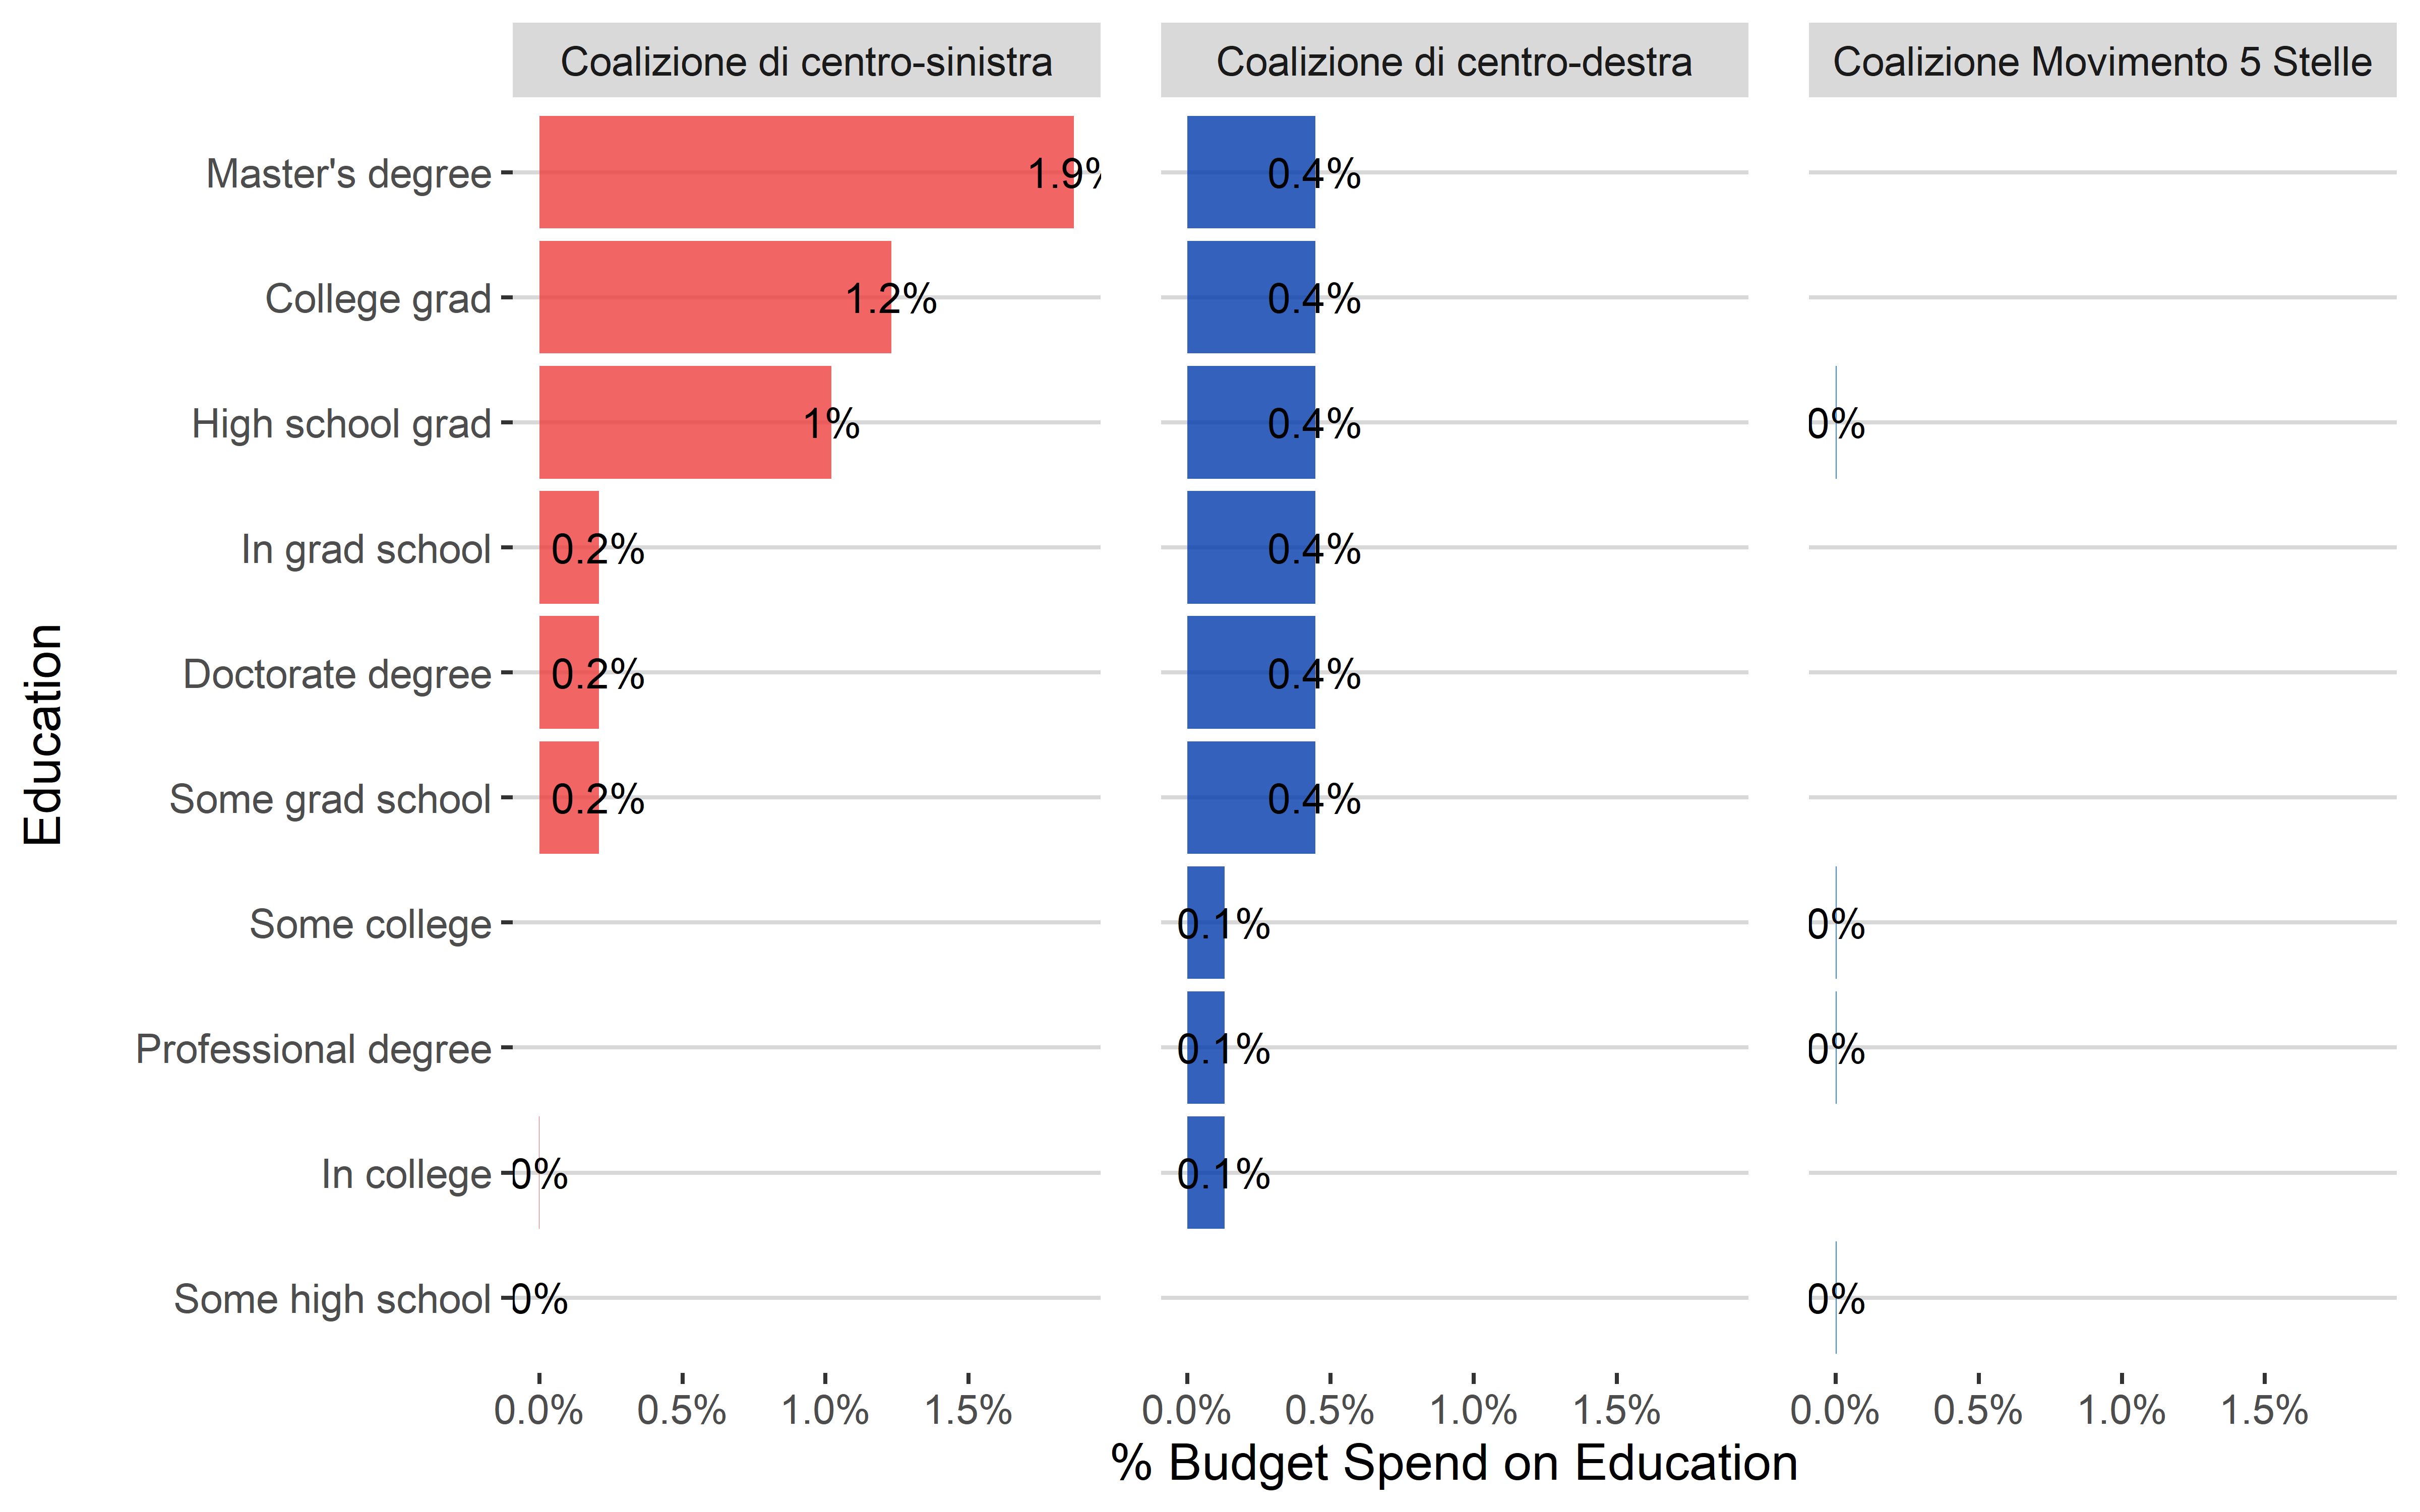 Coalizione di centro-sinistra Coalizione di centro-destra Coalizione Movimento 5 Stelle
Master's degree 1.9% 0.4%
College grad 1.2% 0.4%
High school grad 1% 0.4% 0%
In grad school 0.2% 0.4%
Doctorate degree 0.2% 0.4%
Some grad school 0.2% 0.4%
Some college 0.1% 0%
Professional degree 0.1% 0%
In college 0% 0.1%
Some high school 0% 0%
Education
0.0% 0.5% 1.0% 1.5% 0.0% 0.5% 1.0% 1.5% 0.0% 0.5% 1.0% 1.5%
% Budget Spend on Education